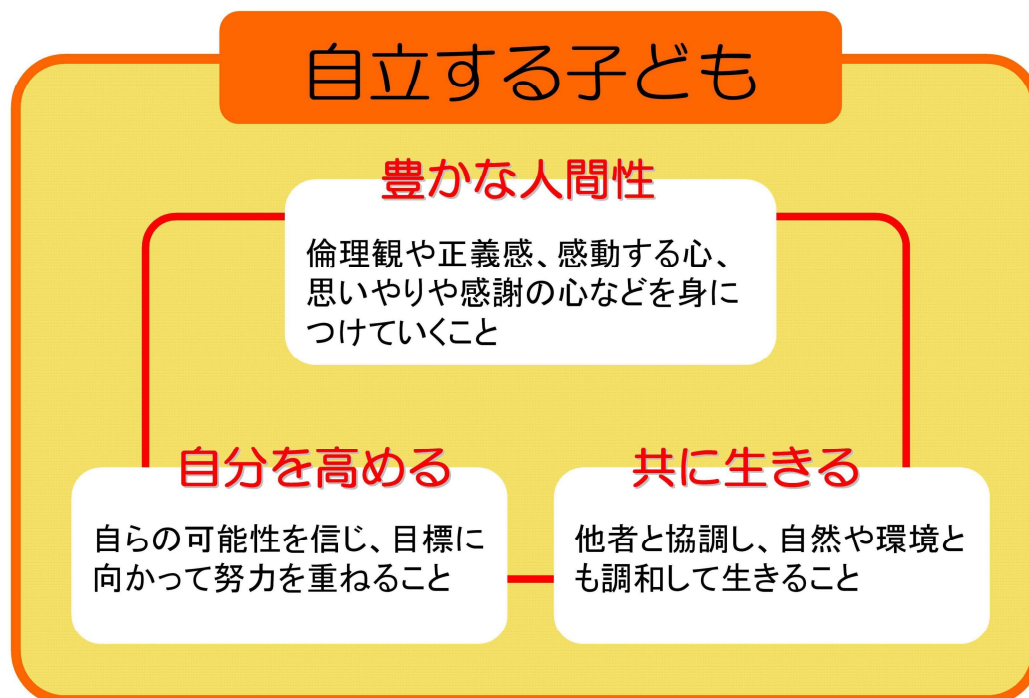 自立する子ども
豊かな人間性
倫理観や正義感、感動する心、
思いやりや感謝の心などを身に
つけていくこと
自分を高める
自らの可能性を信じ、目標に
向かって努力を重ねること
共に生きる
他者と協調し、自然や環境と
も調和して生きること